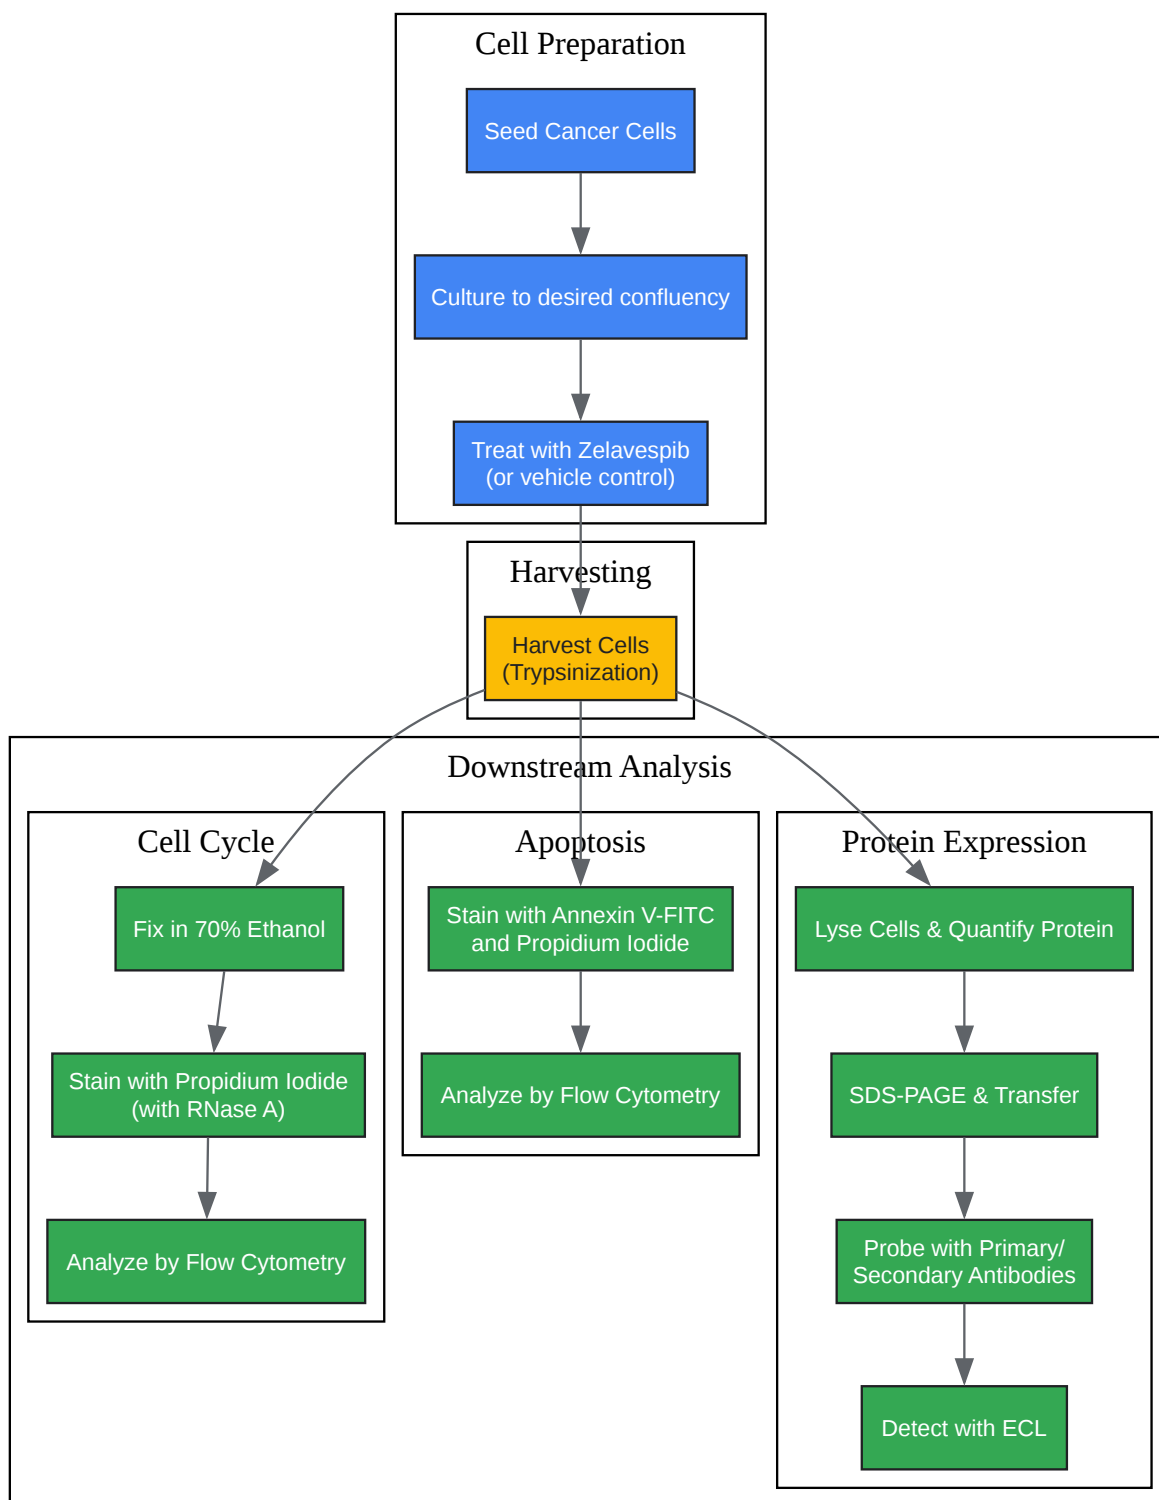 Cell Preparation
Seed Cancer Cells
Culture to desired confluency
Treat with Zelavespib
(or vehicle control)
Harvesting
Harvest Cells
(Trypsinization)
Downstream Analysis
Cell Cycle
Fix in 70% Ethanol
Stain with Propidium Iodide
(with RNase A)
Analyze by Flow Cytometry
Apoptosis
Stain with Annexin V-FITC
and Propidium Iodide
Analyze by Flow Cytometry
Protein Expression
Lyse Cells & Quantify Protein
SDS-PAGE & Transfer
Probe with Primary/
Secondary Antibodies
Detect with ECL